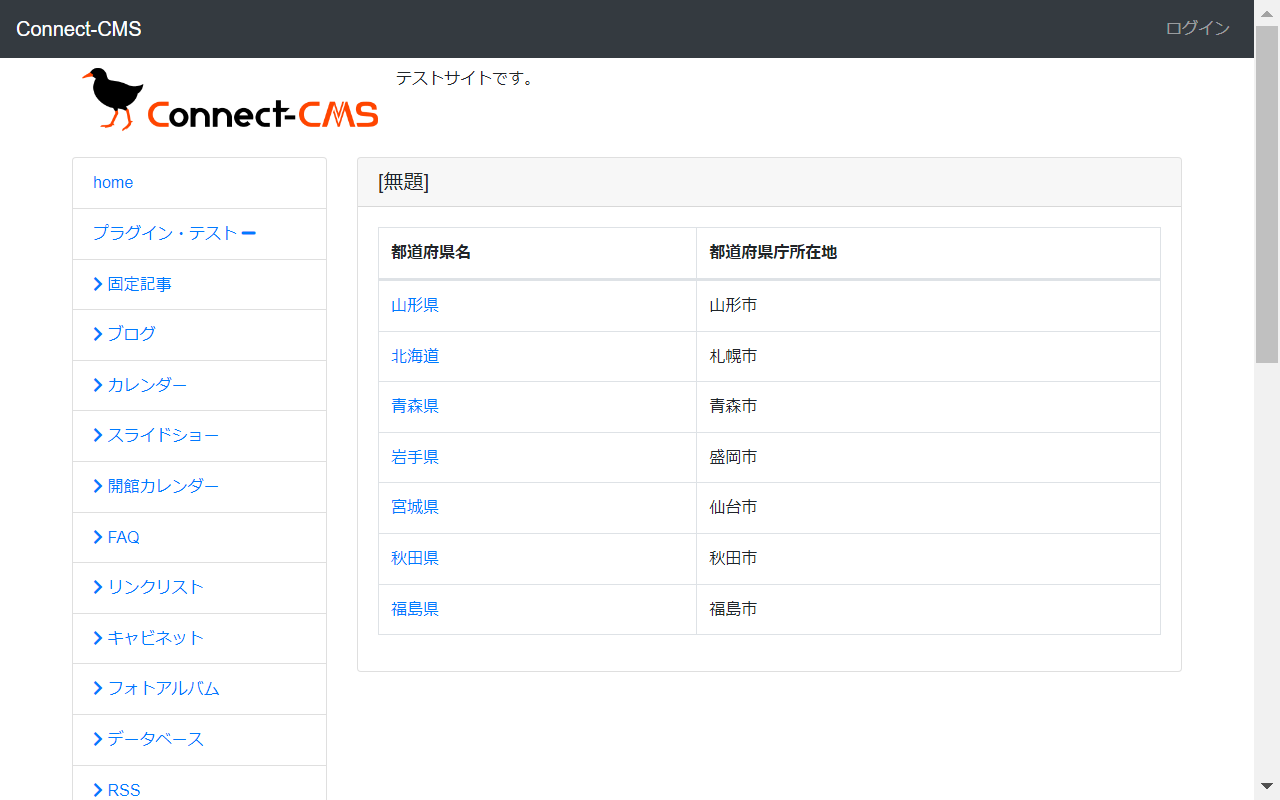 Connect-CMS
ログイン
Connect-CMS
テストサイトです。
home
プラグイン・テスト
固定記事
ブログ
カレンダー
スライドショー
開館カレンダー
FAQ
リンクリスト
キャビネット
フォトアルバム
データベース
RSS
[無題]
都道府県名 都道府県庁所在地
山形県 山形市
北海道 札幌市
青森県 青森市
岩手県 盛岡市
宮城県 仙台市
秋田県 秋田市
福島県 福島市